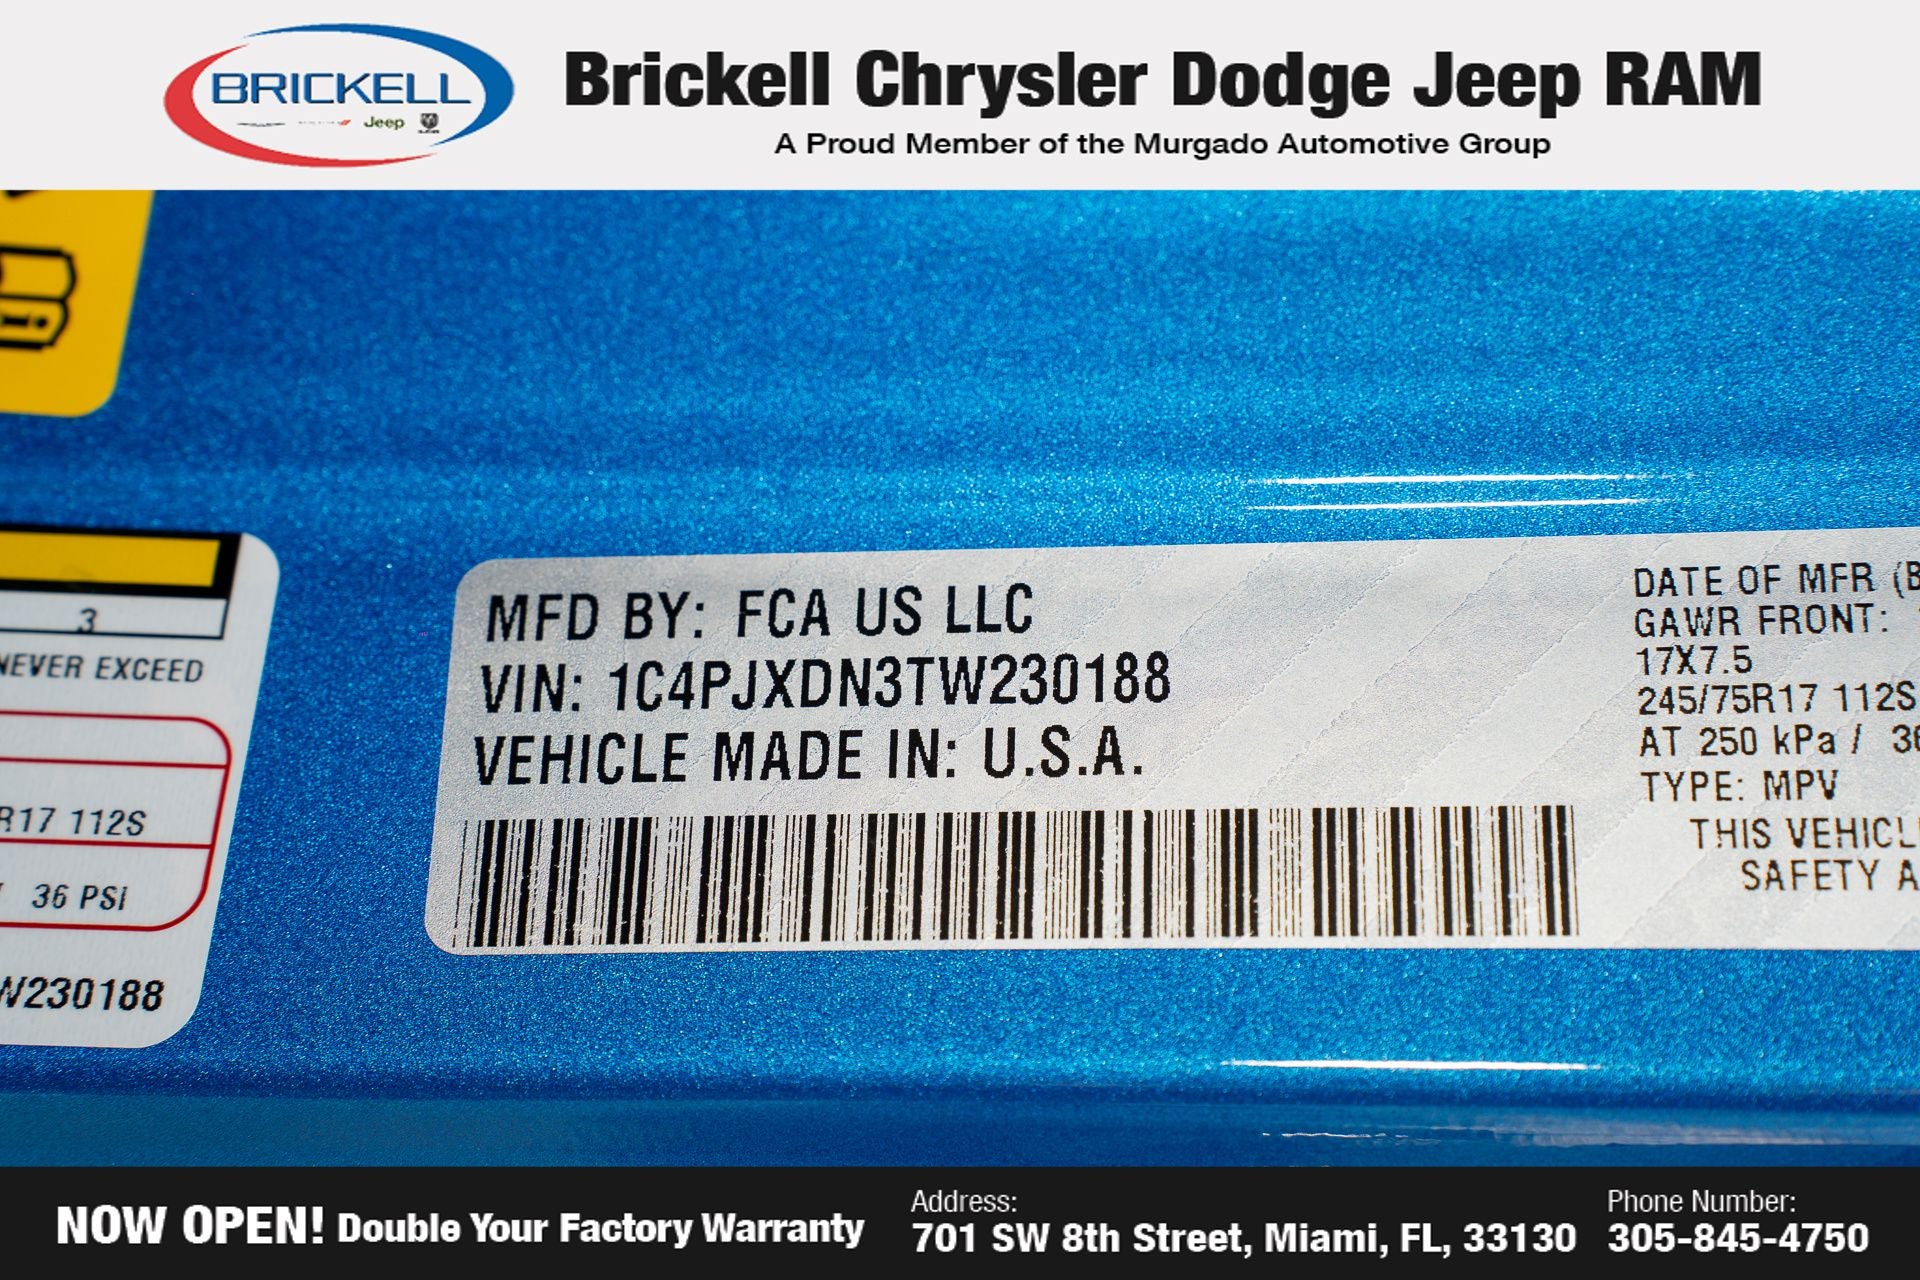 BRICKELL
Jeep
RAM
Brickell Chrysler Dodge Jeep RAM
A Proud Member of the Murgado Automotive Group
3
NEVER EXCEED
R17 112S
36 PSI
W230188
MFD BY: FCA US LLC
VIN: 1C4PJXDN3TW230188
VEHICLE MADE IN: U.S.A.
DATE OF MFR
GAWR FRONT:
17X7.5
245/75R17 112S
AT 250 kPa /
TYPE: MPV
THIS
SAFETY
NOW OPEN! Double Your Factory Warranty
Address:
701 SW 8th Street, Miami, FL, 33130
Phone Number:
305-845-4750